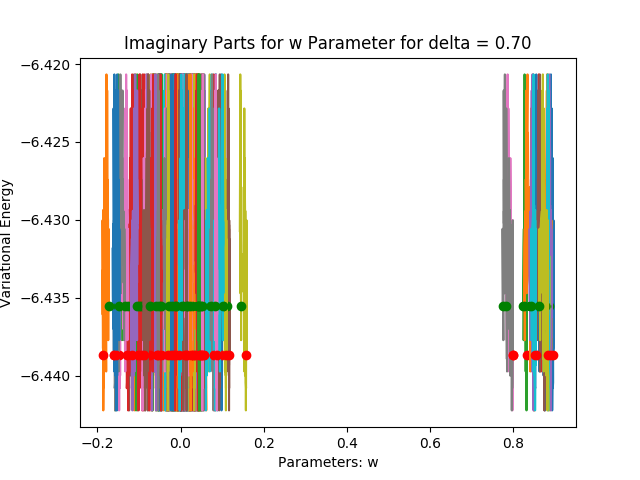 Imaginary Parts for w Parameter for delta = 0.70
Variational Energy
−6.420
−6.425
−6.430
−6.435
−6.440
−0.2 0.0 0.2 0.4 0.6 0.8
Parameters: w